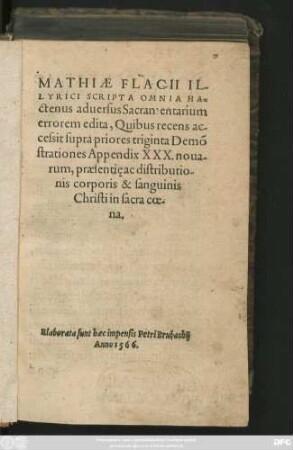 MATHIÆ FLACII IL-
LYRICI SCRIPTA OMNIA HA-
ctenus aduersus Sacramentarium
errorem edita, Quibus recens ac-
cessit supra priores triginta Demõ
strationes Appendix XXX. noua-
rum, præsentię ac distributio-
nis corporis & sanguinis
Christi in sacra cœ-
na.
Elaborata sunt hæc impensis Petri Brubachij
Anno 1566.